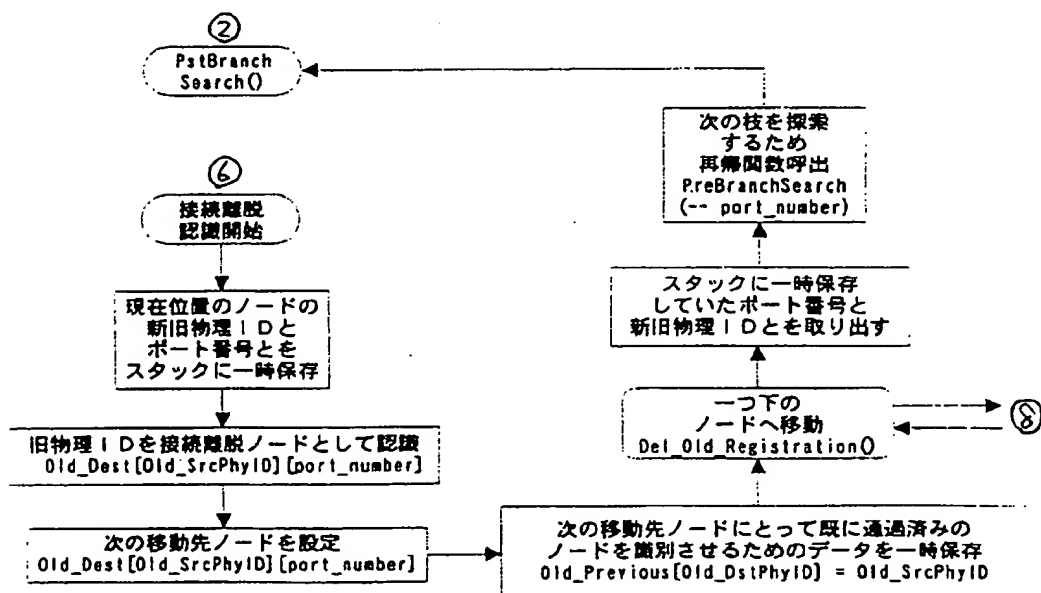 ②
PstBranch
Search()
次の枝を探索
するため
再帰関数呼出
PreBranchSearch
(-- port_number)
⑥
接続離脱
認識開始
現在位置のノードの
新旧物理IDと
ポート番号とを
スタックに一時保存
スタックに一時保存
していたポート番号と
新旧物理IDとを取り出す
一つ下の
ノードへ移動
Del_Old_Registration()
⑧
旧物理IDを接続離脱ノードとして認識
Old_Dest[Old_SrcPhyID][port_number]
次の移動先ノードを設定
Old_Dest[Old_SrcPhyID][port_number]
次の移動先ノードにとって既に通過済みの
ノードを識別させるためのデータを一時保存
Old_Previous[Old_DstPhyID] = Old_SrcPhyID